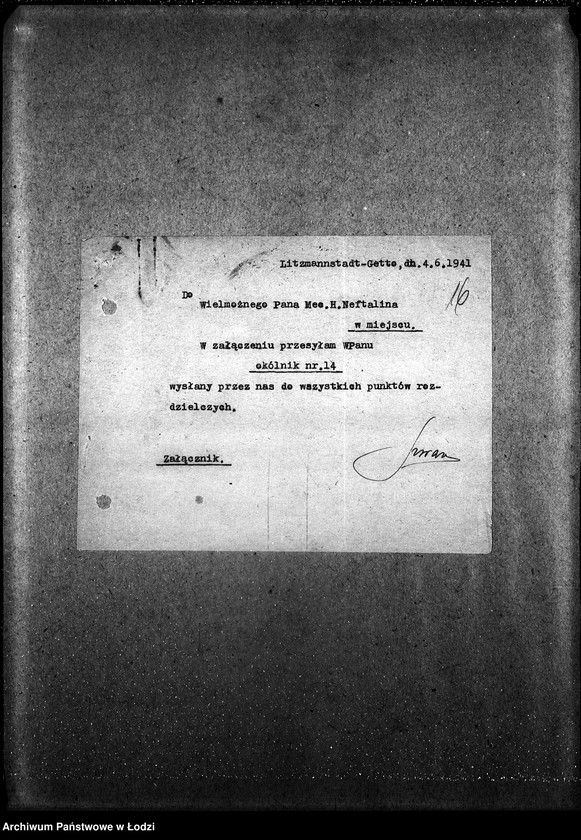 Litzmannstadt-Getto, dn. 4.6.1941
16
Do
Wielmożnego Pana Mec.H.Neftalina
w miejscu.
W załączeniu przesyłam WPanu
okólnik nr.14
wysłany przez nas do wszystkich punktów roz-
dzielczych.
Załącznik.
Archiwum Państwowe w Łodzi